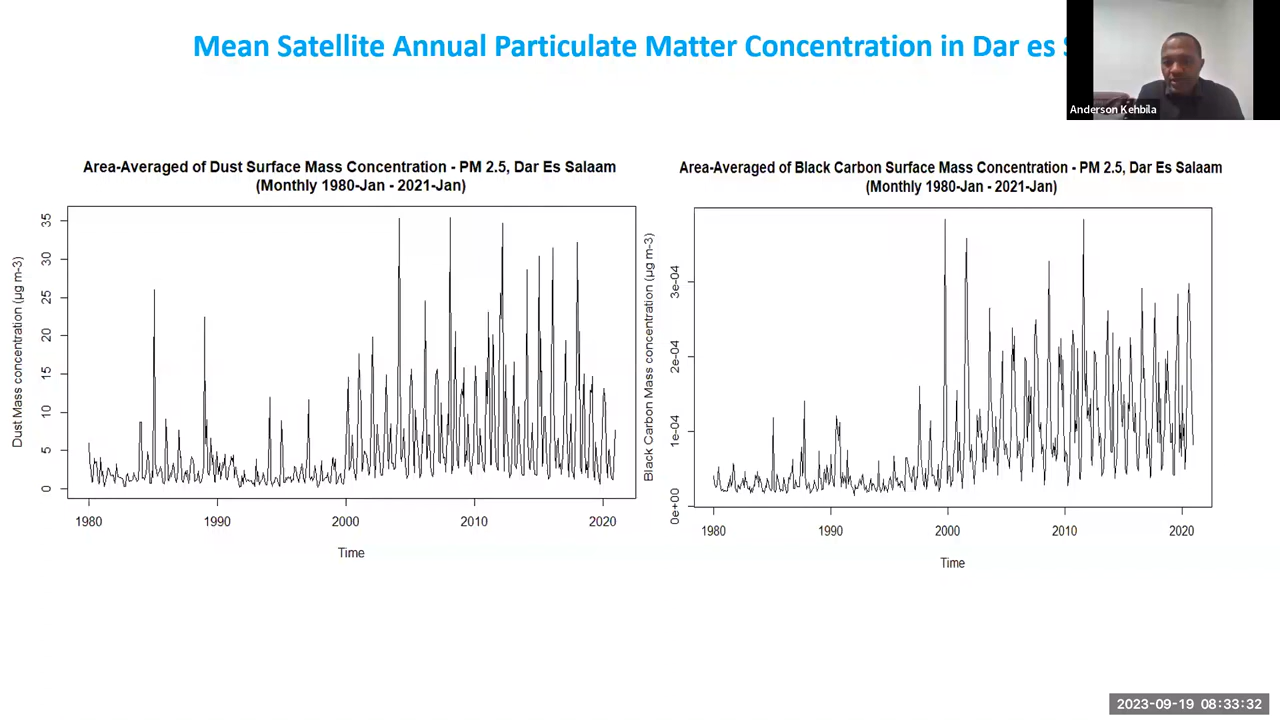 Mean Satellite Annual Particulate Matter Concentration in Dar es
Anderson Kehbila
Area-Averaged of Dust Surface Mass Concentration - PM 2.5, Dar Es Salaam
(Monthly 1980-Jan - 2021-Jan)
Dust Mass concentration (µg m-3)
35
30
25
20
15
10
5
0
1980 1990 2000 2010 2020
Time
Area-Averaged of Black Carbon Surface Mass Concentration - PM 2.5, Dar Es Salaam
(Monthly 1980-Jan - 2021-Jan)
Black Carbon Mass concentration (µg m-3)
3e-04
2e-04
1e-04
0e+00
1980 1990 2000 2010 2020
Time
2023-09-19 08:33:32